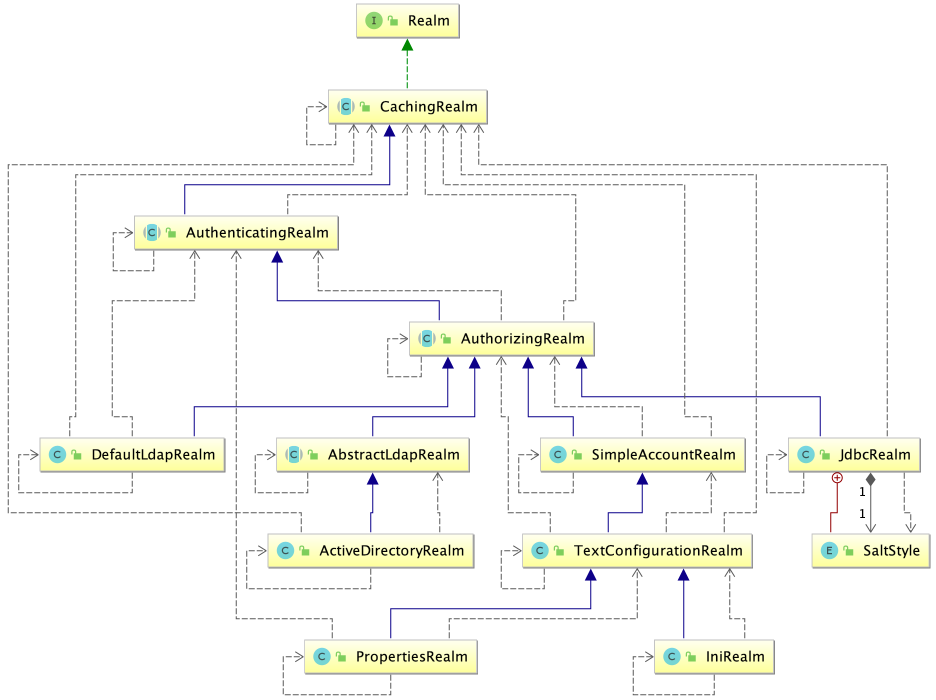 I Realm
C CachingRealm
C AuthenticatingRealm
C AuthorizingRealm
C DefaultLdapRealm
C AbstractLdapRealm
C SimpleAccountRealm
C JdbcRealm
1
1
C ActiveDirectoryRealm
C TextConfigurationRealm
E SaltStyle
C PropertiesRealm
C IniRealm